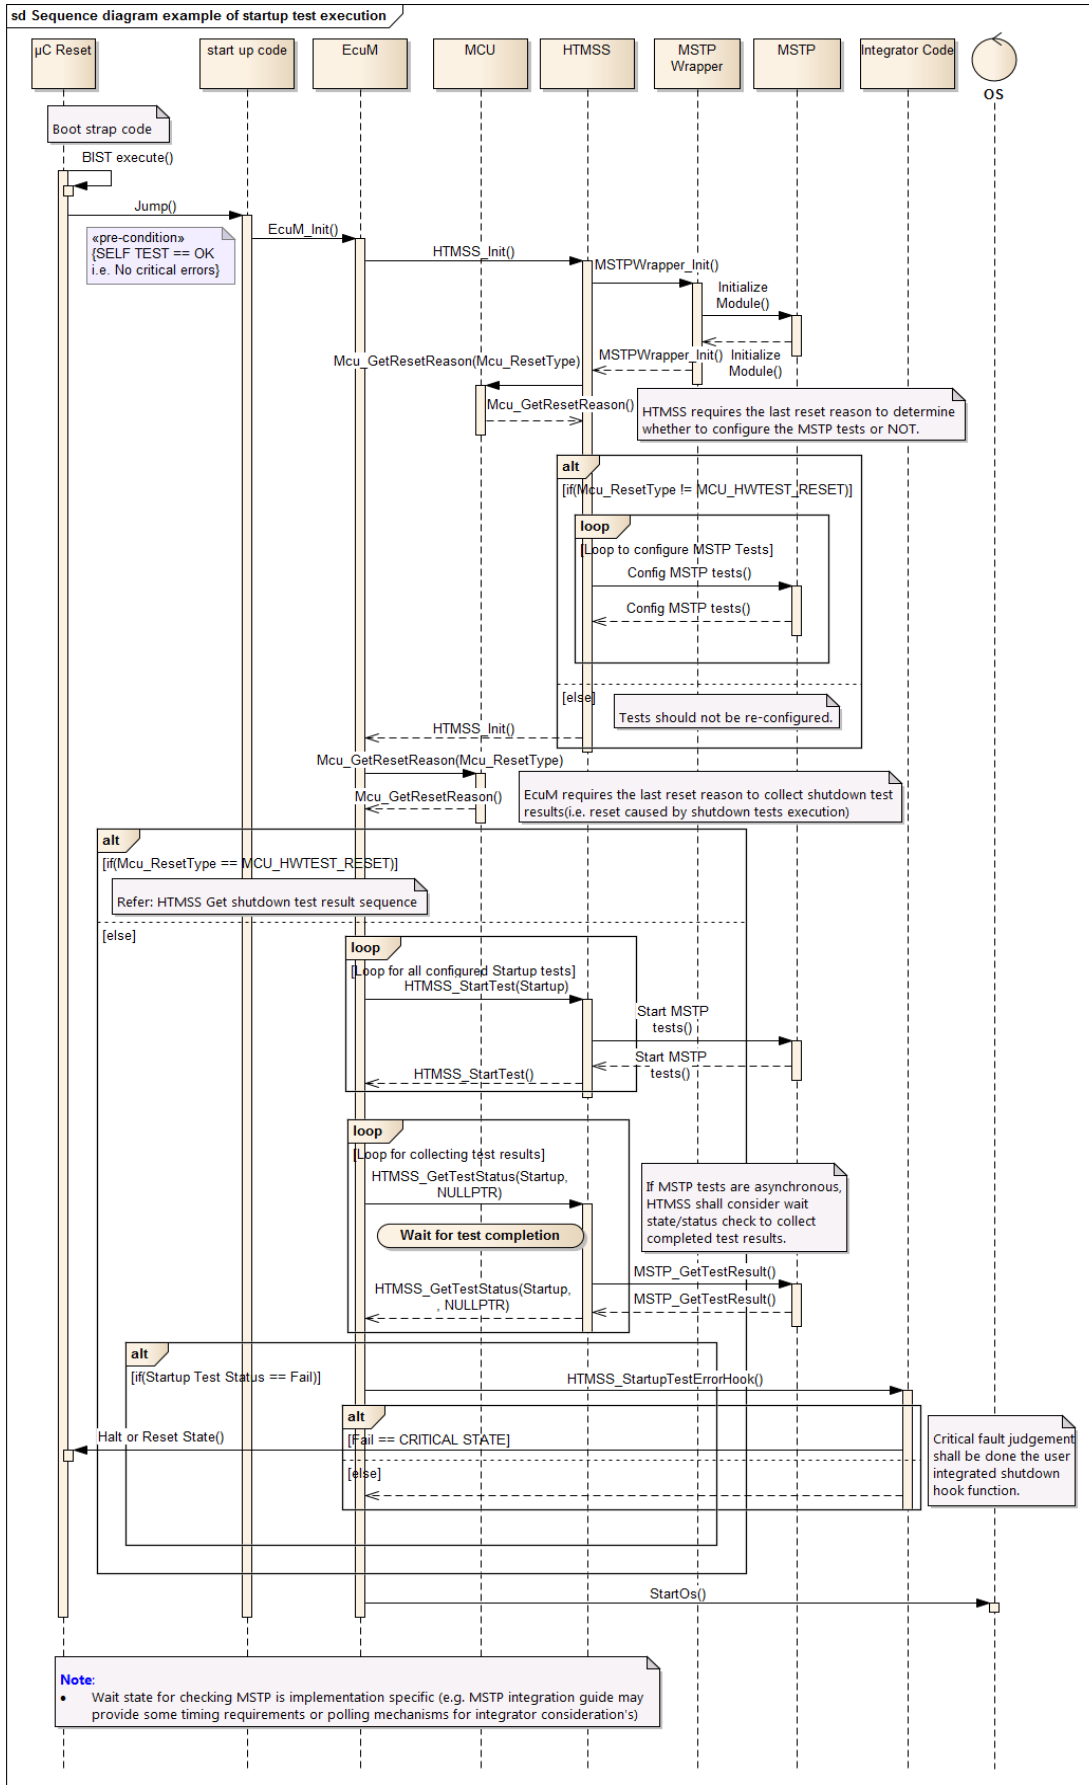 sd Sequence diagram example of startup test execution
µC Reset
start up code
EcuM
MCU
HTMSS
MSTP
Wrapper
MSTP
Integrator Code
OS
Boot strap code
BIST execute()
Jump()
«pre-condition»
{SELF TEST == OK
i.e. No critical errors}
EcuM_Init()
HTMSS_Init()
MSTPWrapper_Init()
Initialize
Module()
MSTPWrapper_Init()
Initialize
Module()
Mcu_GetResetReason(Mcu_ResetType)
Mcu_GetResetReason()
HTMSS requires the last reset reason to determine
whether to configure the MSTP tests or NOT.
alt
[if(Mcu_ResetType != MCU_HWTEST_RESET)]
loop
[Loop to configure MSTP Tests]
Config MSTP tests()
Config MSTP tests()
[else]
Tests should not be re-configured.
HTMSS_Init()
Mcu_GetResetReason(Mcu_ResetType)
Mcu_GetResetReason()
EcuM requires the last reset reason to collect shutdown test
results(i.e. reset caused by shutdown tests execution)
alt
[if(Mcu_ResetType == MCU_HWTEST_RESET)]
Refer: HTMSS Get shutdown test result sequence
[else]
loop
[Loop for all configured Startup tests]
HTMSS_StartTest(Startup)
Start MSTP
tests()
Start MSTP
tests()
HTMSS_StartTest()
loop
[Loop for collecting test results]
HTMSS_GetTestStatus(Startup,
NULLPTR)
If MSTP tests are asynchronous,
HTMSS shall consider wait
state/status check to collect
completed test results.
Wait for test completion
MSTP_GetTestResult()
HTMSS_GetTestStatus(Startup,
, NULLPTR)
MSTP_GetTestResult()
alt
[if(Startup Test Status == Fail)]
HTMSS_StartupTestErrorHook()
alt
[Fail == CRITICAL STATE]
Halt or Reset State()
[else]
Critical fault judgement
shall be done the user
integrated shutdown
hook function.
StartOs()
Note:
• Wait state for checking MSTP is implementation specific (e.g. MSTP integration guide may
provide some timing requirements or polling mechanisms for integrator consideration's)